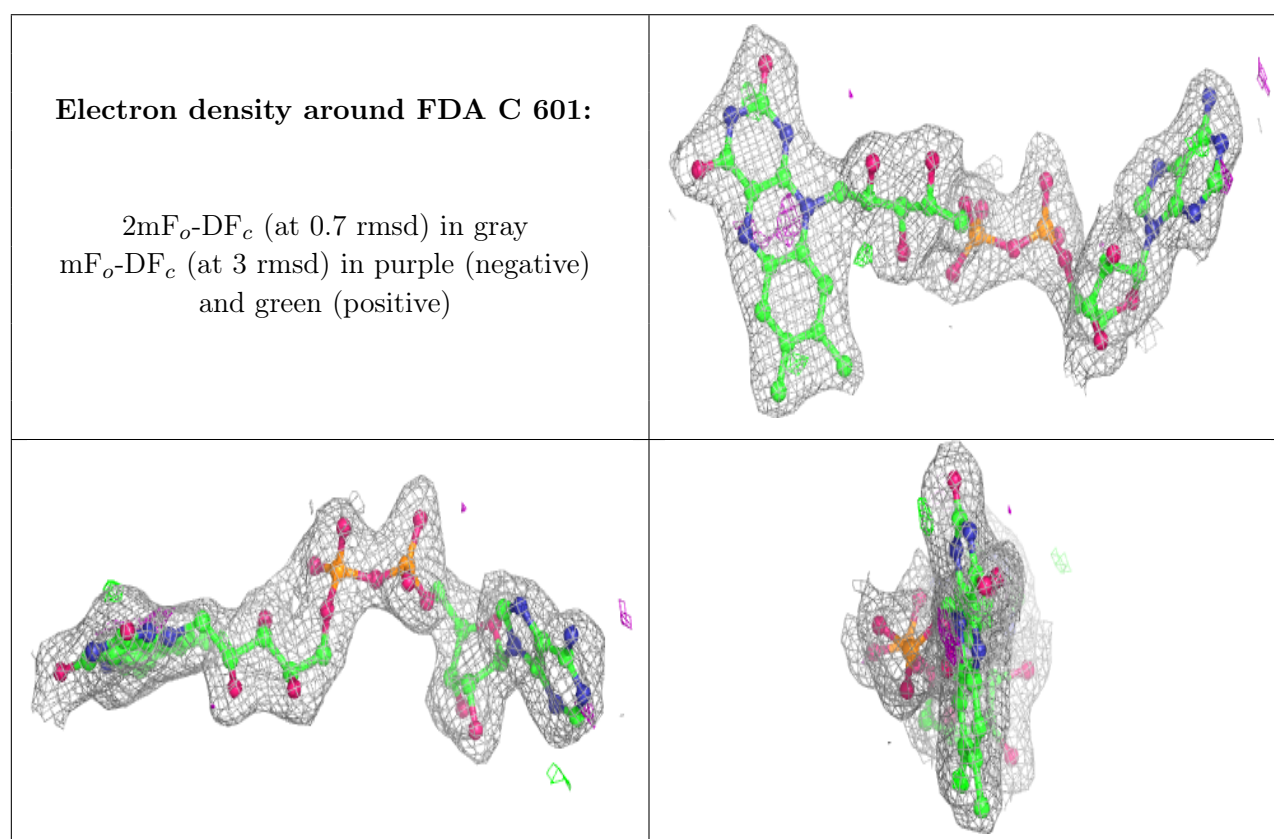 Electron density around FDA C 601:
2mFo-DFc (at 0.7 rmsd) in gray
mFo-DFc (at 3 rmsd) in purple (negative)
and green (positive)